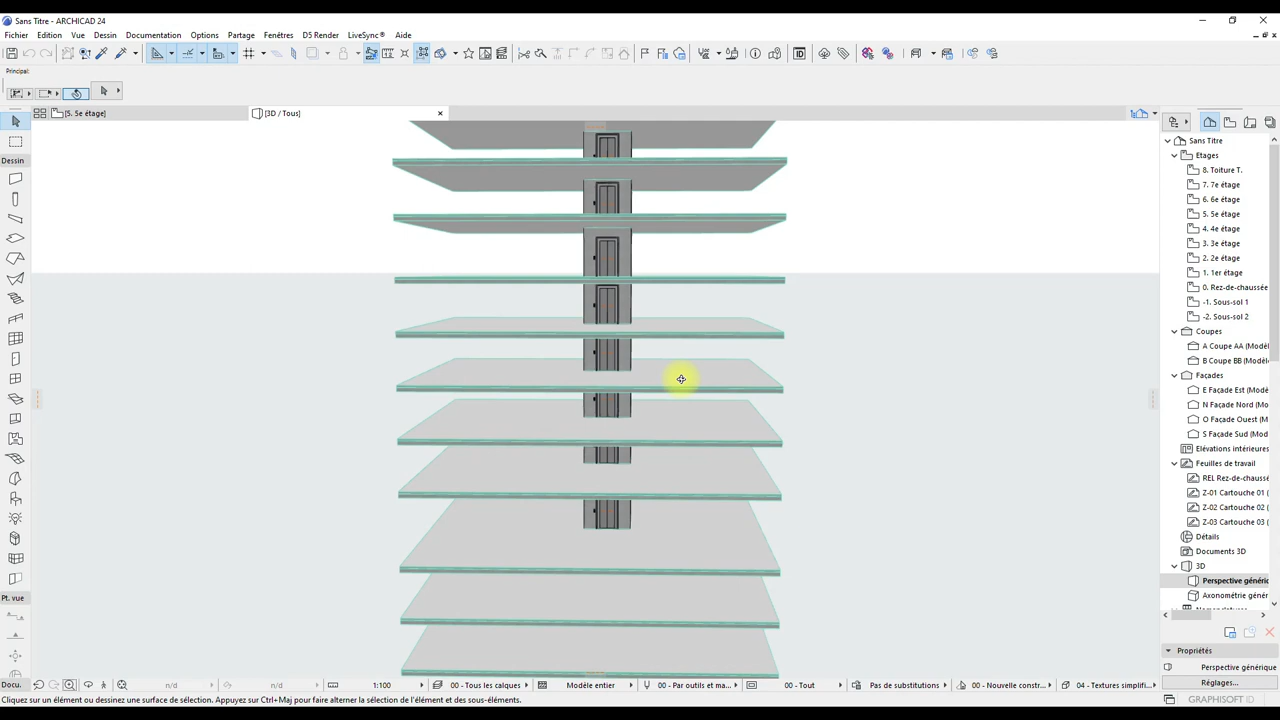 Sans Titre - ARCHICAD 24
Fichier Edition Vue Dessin Documentation Options Partage Fenêtres D5 Render LiveSync® Aide
Principal:
[5. 5e étage]
[3D / Tous]
Dessin
Pt. vue
Docu.
Sans Titre
Etages
8. Toiture T.
7. 7e étage
6. 6e étage
5. 5e étage
4. 4e étage
3. 3e étage
2. 2e étage
1. 1er étage
0. Rez-de-chaussée
-1. Sous-sol 1
-2. Sous-sol 2
Coupes
A Coupe AA (Modèl
B Coupe BB (Modèl
Façades
E Façade Est (Modè
N Façade Nord (Mo
O Façade Ouest (M
S Façade Sud (Mod
Elévations intérieures
Feuilles de travail
REL Rez-de-chaussé
Z-01 Cartouche 01 (
Z-02 Cartouche 02 (
Z-03 Cartouche 03 (
Détails
Documents 3D
3D
Perspective génériq
Axonométrie génér
Propriétés
Perspective générique
Réglages...
n/d n/d 1:100 00 - Tous les calques Modèle entier 00 - Par outils et ma... 00 - Tout Pas de substitutions 00 - Nouvelle constr... 04 - Textures simplifi...
Cliquez sur un élément ou dessinez une surface de sélection. Appuyez sur Ctrl+Maj pour faire alterner la sélection de l'élément et des sous-éléments.
GRAPHISOFT ID